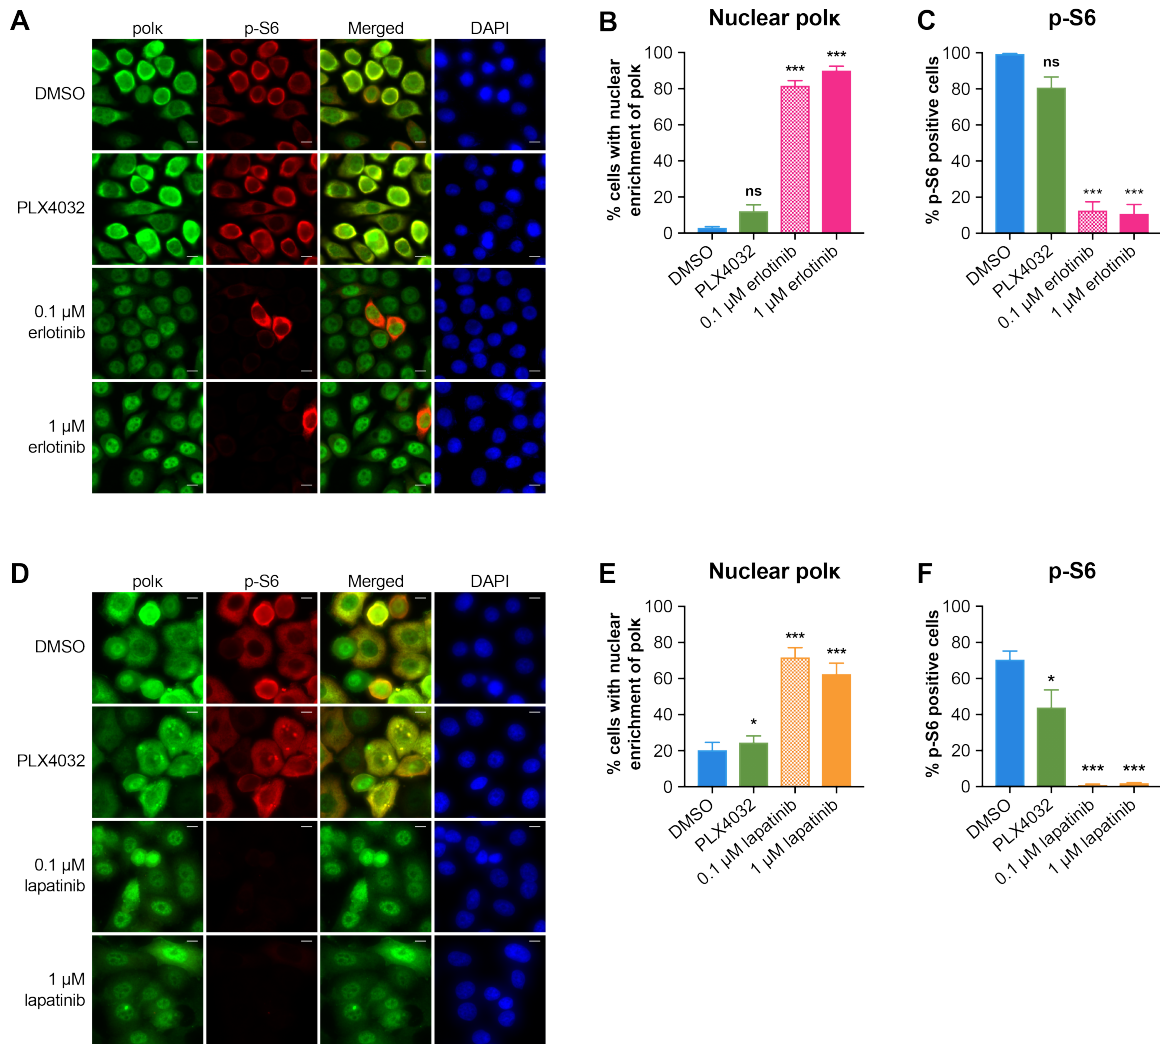 A
polκ
p-S6
Merged
DAPI
DMSO
PLX4032
0.1 μM
erlotinib
1 μM
erlotinib
B
Nuclear polκ
% cells with nuclear
enrichment of polκ
100
80
60
40
20
0
ns
***
***
DMSO
PLX4032
0.1 μM erlotinib
1 μM erlotinib
C
p-S6
% p-S6 positive cells
100
80
60
40
20
0
ns
***
***
DMSO
PLX4032
0.1 μM erlotinib
1 μM erlotinib
D
polκ
p-S6
Merged
DAPI
DMSO
PLX4032
0.1 μM
lapatinib
1 μM
lapatinib
E
Nuclear polκ
% cells with nuclear
enrichment of polκ
100
80
60
40
20
0
*
***
***
DMSO
PLX4032
0.1 μM lapatinib
1 μM lapatinib
F
p-S6
% p-S6 positive cells
100
80
60
40
20
0
*
***
***
DMSO
PLX4032
0.1 μM lapatinib
1 μM lapatinib